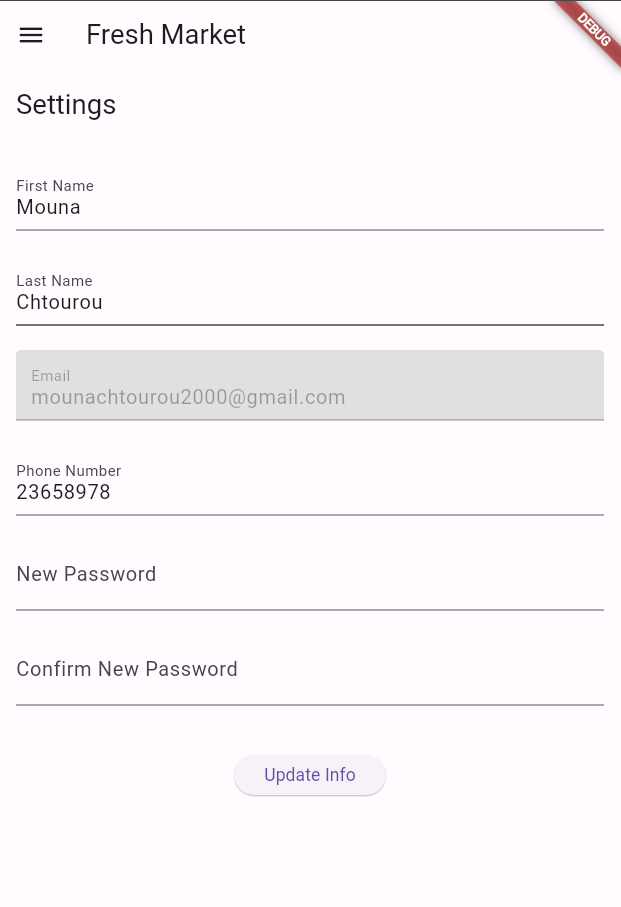 Fresh Market
DEBUG
Settings
First Name
Mouna
Last Name
Chtourou
Email
mounachtourou2000@gmail.com
Phone Number
23658978
New Password
Confirm New Password
Update Info